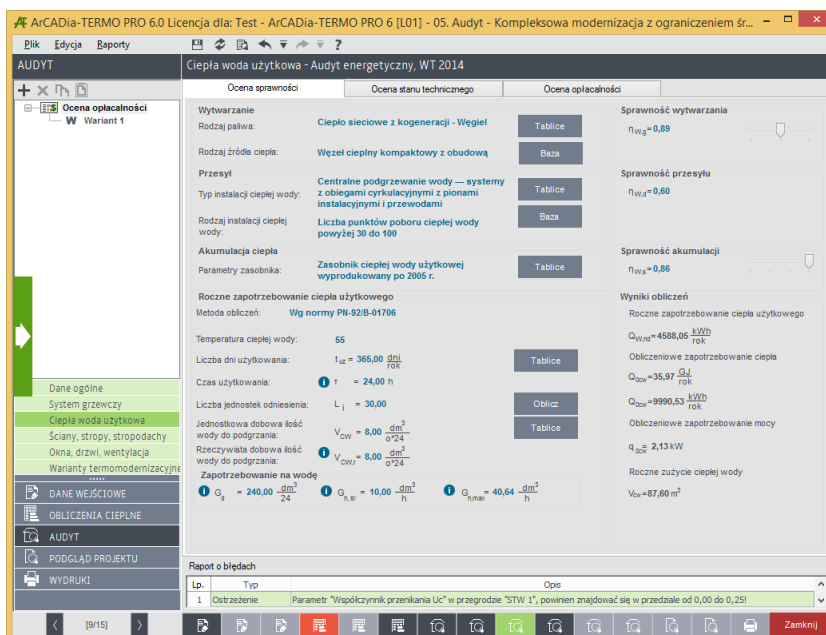 ArCADia-TERMO PRO 6.0 Licencja dla: Test - ArCADia-TERMO PRO 6 [L01] - 05. Audyt - Kompleksowa modernizacja z ograniczeniem śr...
Plik Edycja Raporty
AUDYT
Ciepła woda użytkowa - Audyt energetyczny, WT 2014
Ocena opłacalności
W Wariant 1
Ocena sprawności Ocena stanu technicznego Ocena opłacalności
Wytwarzanie
Rodzaj paliwa: Ciepło sieciowe z kogeneracji - Węgiel Tablice
Rodzaj źródła ciepła: Węzeł cieplny kompaktowy z obudową Baza
Sprawność wytwarzania
ηW,g=0,89
Przesył
Typ instalacji ciepłej wody: Centralne podgrzewanie wody — systemy
z obiegami cyrkulacyjnymi z pionami
instalacyjnymi i przewodami
Tablice
Rodzaj instalacji ciepłej
wody:
Liczba punktów poboru ciepłej wody
powyżej 30 do 100
Baza
Sprawność przesyłu
ηW,d=0,60
Akumulacja ciepła
Parametry zasobnika: Zasobnik ciepłej wody użytkowej
wyprodukowany po 2005 r.
Tablice
Sprawność akumulacji
ηW,s=0,86
Roczne zapotrzebowanie ciepła użytkowego
Metoda obliczeń: Wg normy PN-92/B-01706
Temperatura ciepłej wody: 55
Liczba dni użytkowania: tuz = 365,00 dni/rok Tablice
Czas użytkowania: τ = 24,00 h
Liczba jednostek odniesienia: Li = 30,00 Oblicz
Jednostkowa dobowa ilość
wody do podgrzania:
VCW = 8,00 dm³/o*24 Tablice
Rzeczywista dobowa ilość
wody do podgrzania:
VCW,r = 8,00 dm³/o*24
Zapotrzebowanie na wodę
Gd = 240,00 dm³/24 Gh, śr = 10,00 dm³/h Gh,max = 40,64 dm³/h
Wyniki obliczeń
Roczne zapotrzebowanie ciepła użytkowego
QW,nd=4588,05 kWh/rok
Obliczeniowe zapotrzebowanie ciepła
Q0cw=35,97 GJ/rok
Q0cw=9990,53 kWh/rok
Obliczeniowe zapotrzebowanie mocy
q0cw= 2,13 kW
Roczne zużycie ciepłej wody
Vcw=87,60 m³
Dane ogólne
System grzewczy
Ciepła woda użytkowa
Ściany, stropy, stropodachy
Okna, drzwi, wentylacja
Warianty termomodernizacyjne
DANE WEJŚCIOWE
OBLICZENIA CIEPLNE
AUDYT
PODGLĄD PROJEKTU
WYDRUKI
Raport o błędach
Lp. Typ Opis
1 Ostrzeżenie Parametr "Współczynnik przenikania Uc" w przegrodzie "STW 1", powinien znajdować się w przedziale od 0,00 do 0,25!
[9/15]
Zamknij